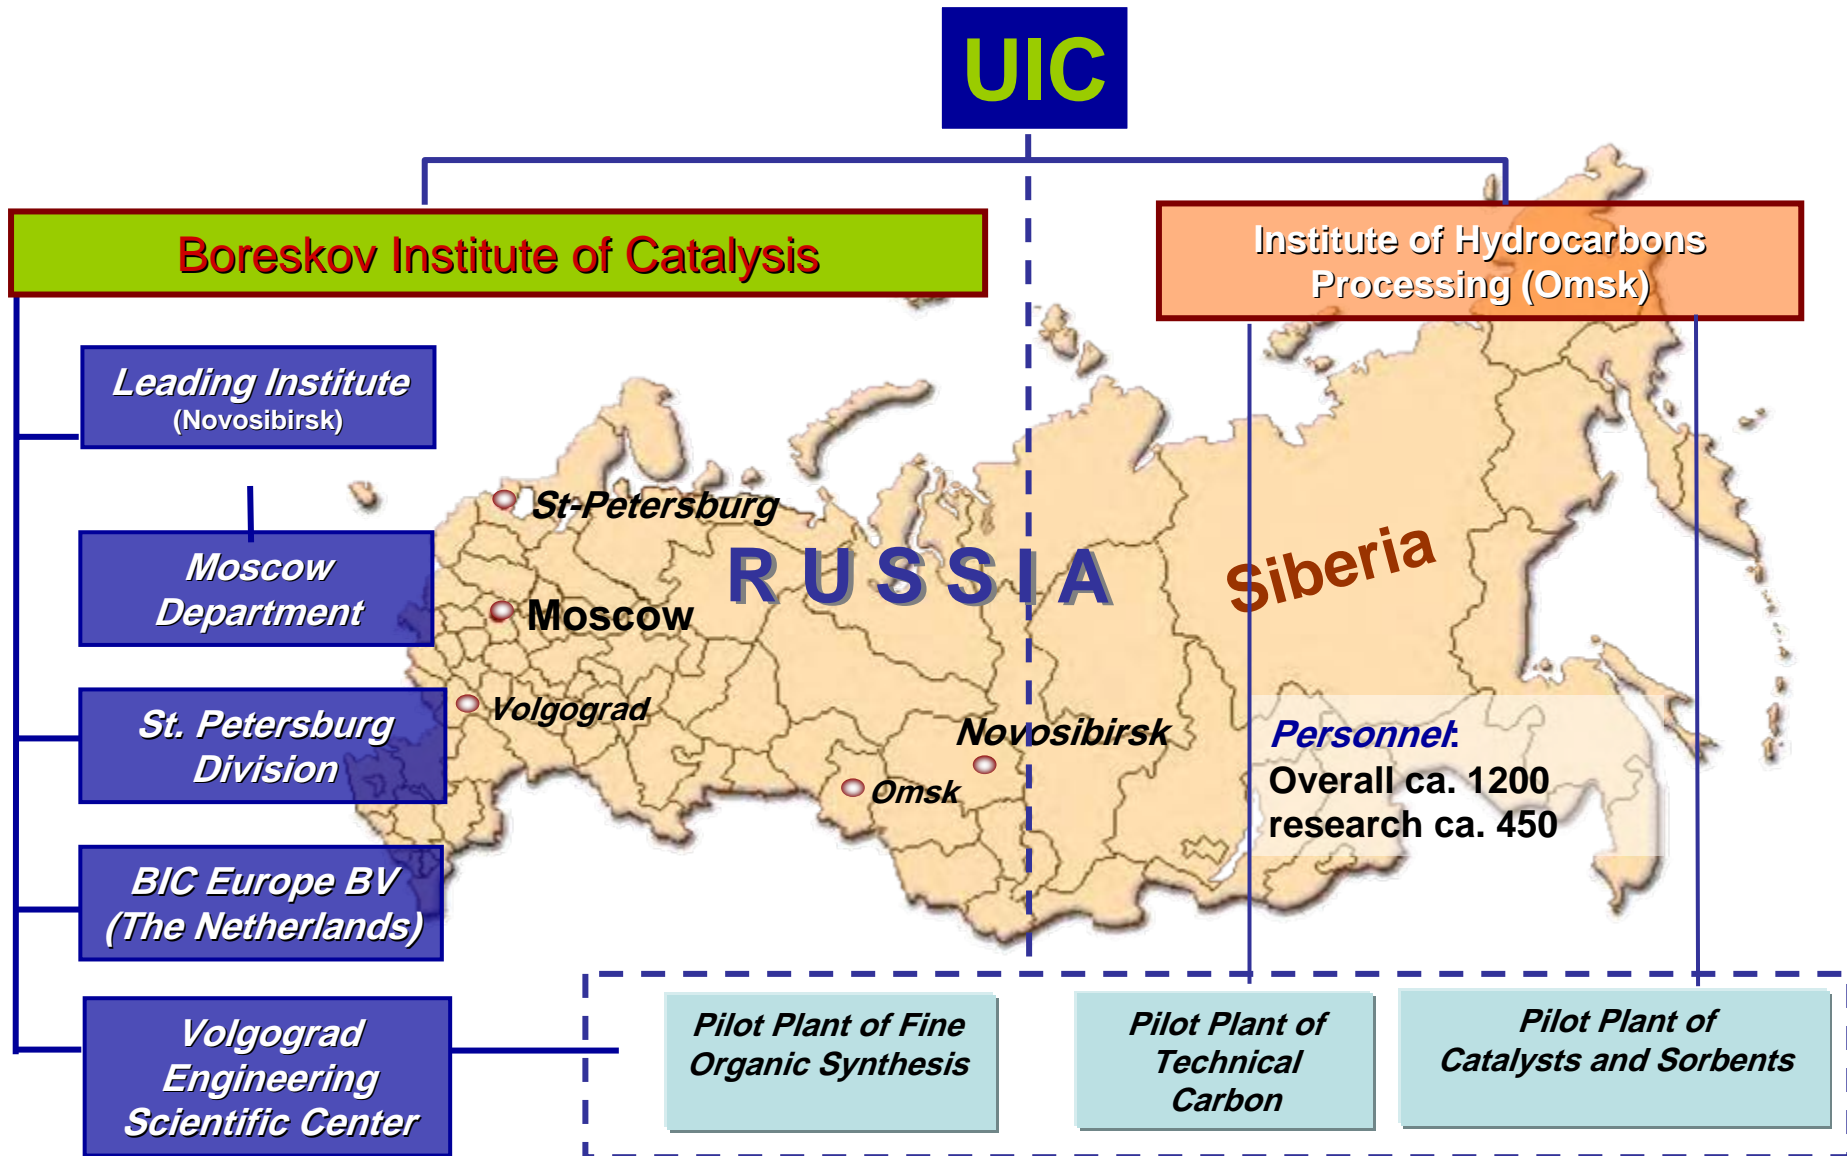 UIC
Boreskov Institute of Catalysis
Institute of Hydrocarbons
Processing (Omsk)
Leading Institute
(Novosibirsk)
Moscow
Department
St. Petersburg
Division
BIC Europe BV
(The Netherlands)
Volgograd
Engineering
Scientific Center
St-Petersburg
RUSSIA
Siberia
Moscow
Volgograd
Novosibirsk
Omsk
Personnel:
Overall ca. 1200
research ca. 450
Pilot Plant of Fine
Organic Synthesis
Pilot Plant of
Technical
Carbon
Pilot Plant of
Catalysts and Sorbents